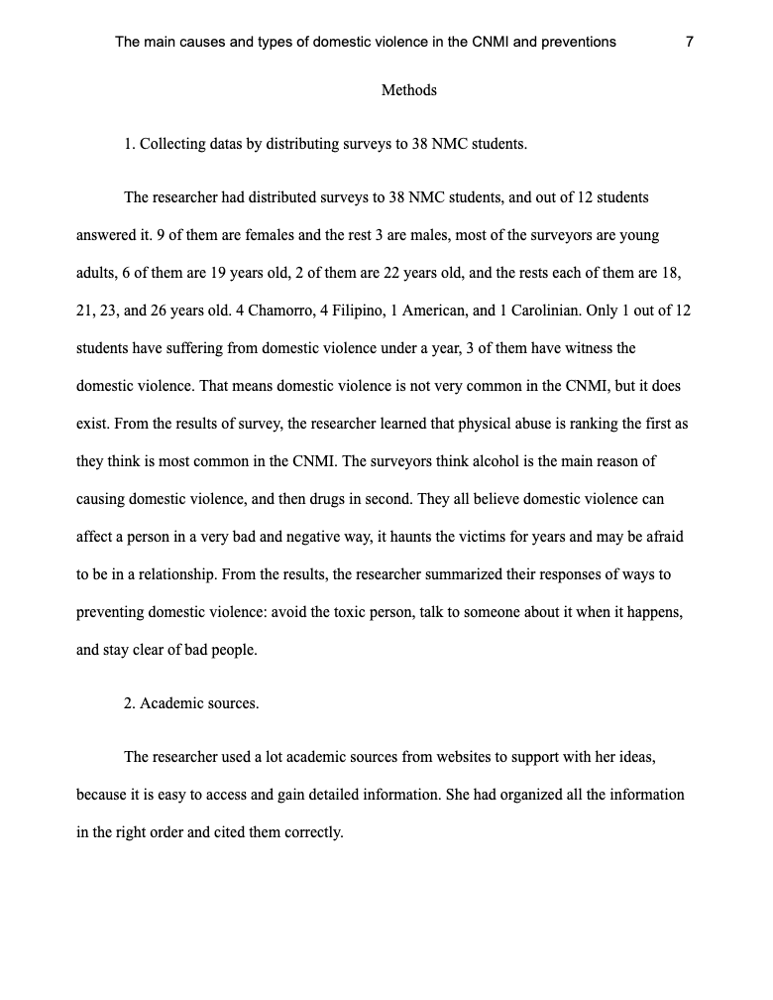 The main causes and types of domestic violence in the CNMI and preventions 7
Methods
1. Collecting datas by distributing surveys to 38 NMC students.
The researcher had distributed surveys to 38 NMC students, and out of 12 students
answered it. 9 of them are females and the rest 3 are males, most of the surveyors are young
adults, 6 of them are 19 years old, 2 of them are 22 years old, and the rests each of them are 18,
21, 23, and 26 years old. 4 Chamorro, 4 Filipino, 1 American, and 1 Carolinian. Only 1 out of 12
students have suffering from domestic violence under a year, 3 of them have witness the
domestic violence. That means domestic violence is not very common in the CNMI, but it does
exist. From the results of survey, the researcher learned that physical abuse is ranking the first as
they think is most common in the CNMI. The surveyors think alcohol is the main reason of
causing domestic violence, and then drugs in second. They all believe domestic violence can
affect a person in a very bad and negative way, it haunts the victims for years and may be afraid
to be in a relationship. From the results, the researcher summarized their responses of ways to
preventing domestic violence: avoid the toxic person, talk to someone about it when it happens,
and stay clear of bad people.
2. Academic sources.
The researcher used a lot academic sources from websites to support with her ideas,
because it is easy to access and gain detailed information. She had organized all the information
in the right order and cited them correctly.